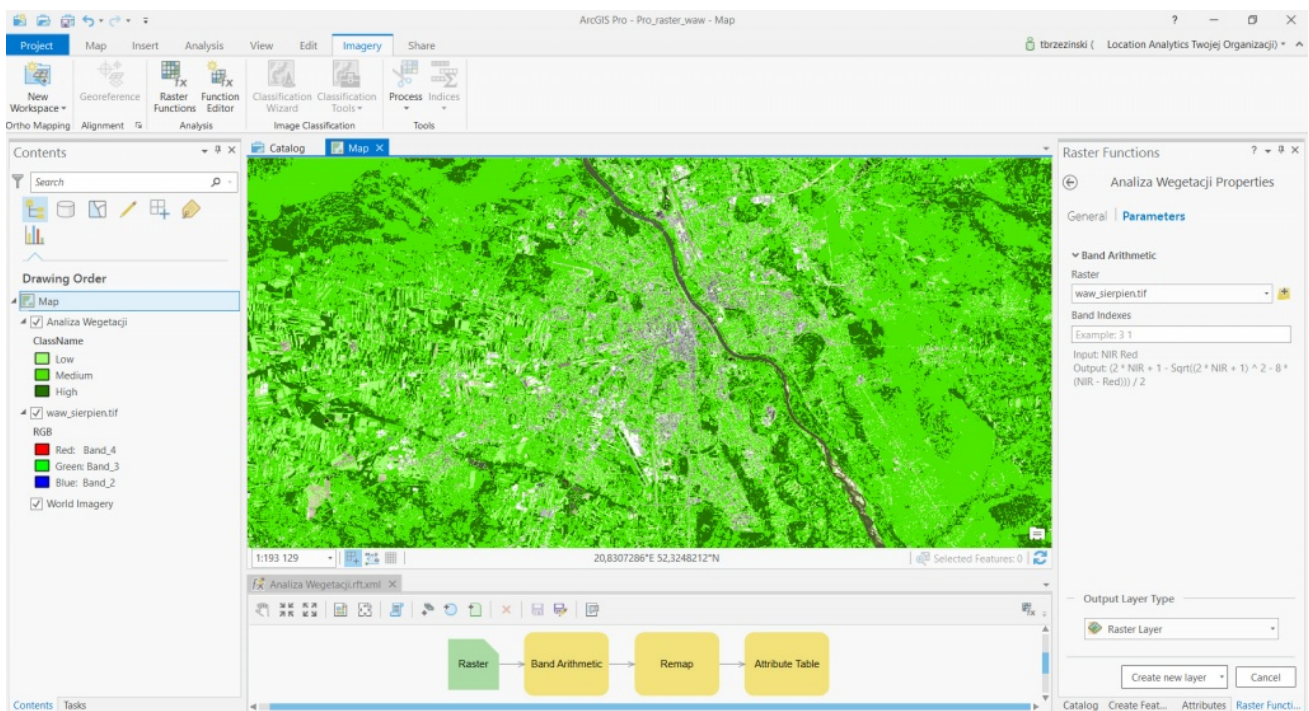 ArcGIS Pro - Pro_raster_waw - Map
?
Project Map Insert Analysis View Edit Imagery Share
tbrzezinski ( Location Analytics Twojej Organizacji)
New Workspace
Georeference
Raster Functions
Function Editor
Classification Wizard
Classification Tools
Process
Indices
Ortho Mapping Alignment Analysis Image Classification Tools
Contents
Search
Drawing Order
Map
Analiza Wegetacji
ClassName
Low
Medium
High
waw_sierpien.tif
RGB
Red: Band_4
Green: Band_3
Blue: Band_2
World Imagery
Contents Tasks
Catalog Map
1:193 129
20,8307286°E 52,3248212°N
Selected Features: 0
Analiza Wegetacji.rft.xml
Raster Band Arithmetic Remap Attribute Table
Raster Functions
?
Analiza Wegetacji Properties
General Parameters
Band Arithmetic
Raster
waw_sierpien.tif
Band Indexes
Example: 3 1
Input: NIR Red
Output: (2 * NIR + 1 - Sqrt((2 * NIR + 1) ^ 2 - 8 *
(NIR - Red))) / 2
Output Layer Type
Raster Layer
Create new layer Cancel
Catalog Create Feat... Attributes Raster Functi...